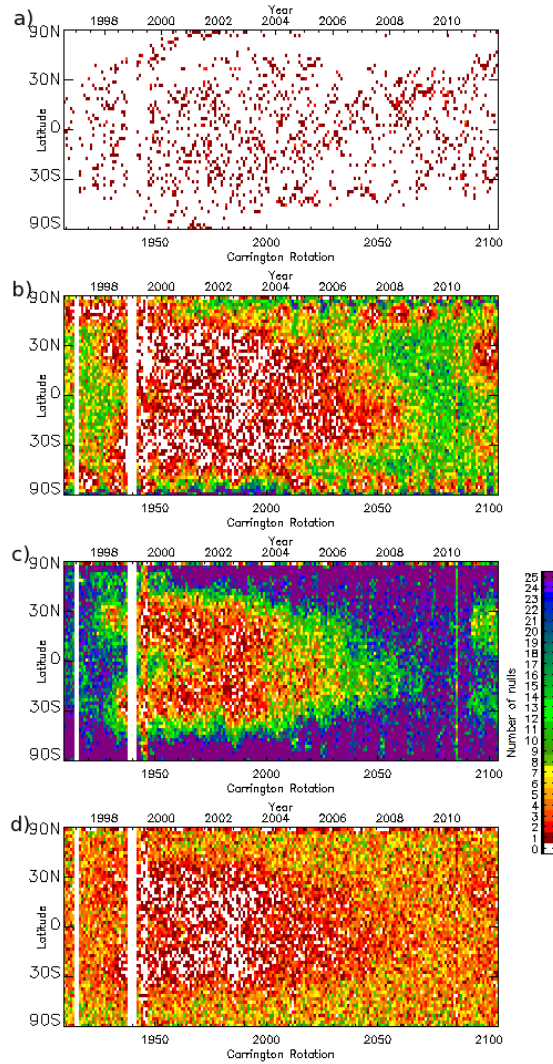 a)
Year
1998 2000 2002 2004 2006 2008 2010
90N
30N
0
30S
90S
Latitude
1950 2000 2050 2100
Carrington Rotation
b)
Year
1998 2000 2002 2004 2006 2008 2010
90N
30N
0
30S
90S
Latitude
1950 2000 2050 2100
Carrington Rotation
c)
Year
1998 2000 2002 2004 2006 2008 2010
90N
30N
0
30S
90S
Latitude
1950 2000 2050 2100
Carrington Rotation
25
24
23
22
21
20
19
18
17
16
15
14
13
12
11
10
9
8
7
6
5
4
3
2
1
0
Number of nulls
d)
Year
1998 2000 2002 2004 2006 2008 2010
90N
30N
0
30S
90S
Latitude
1950 2000 2050 2100
Carrington Rotation